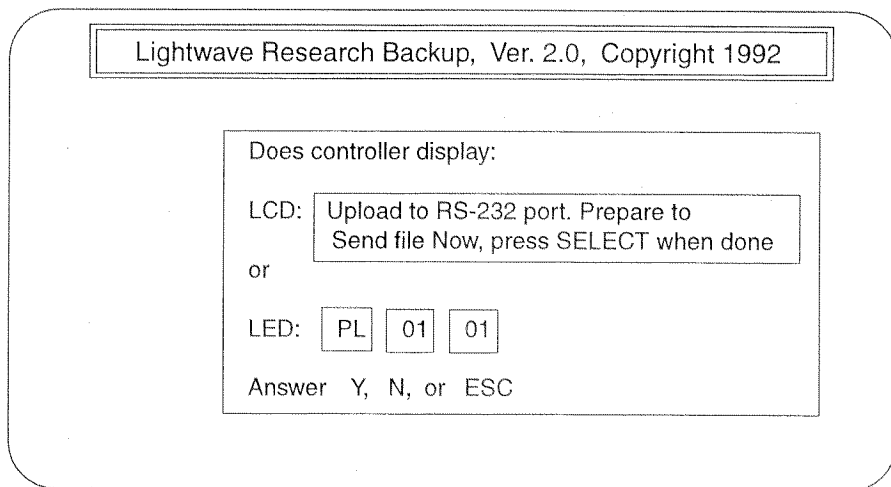 Lightwave Research Backup, Ver. 2.0, Copyright 1992
Does controller display:
LCD: Upload to RS-232 port. Prepare to
Send file Now, press SELECT when done
or
LED: PL 01 01
Answer Y, N, or ESC